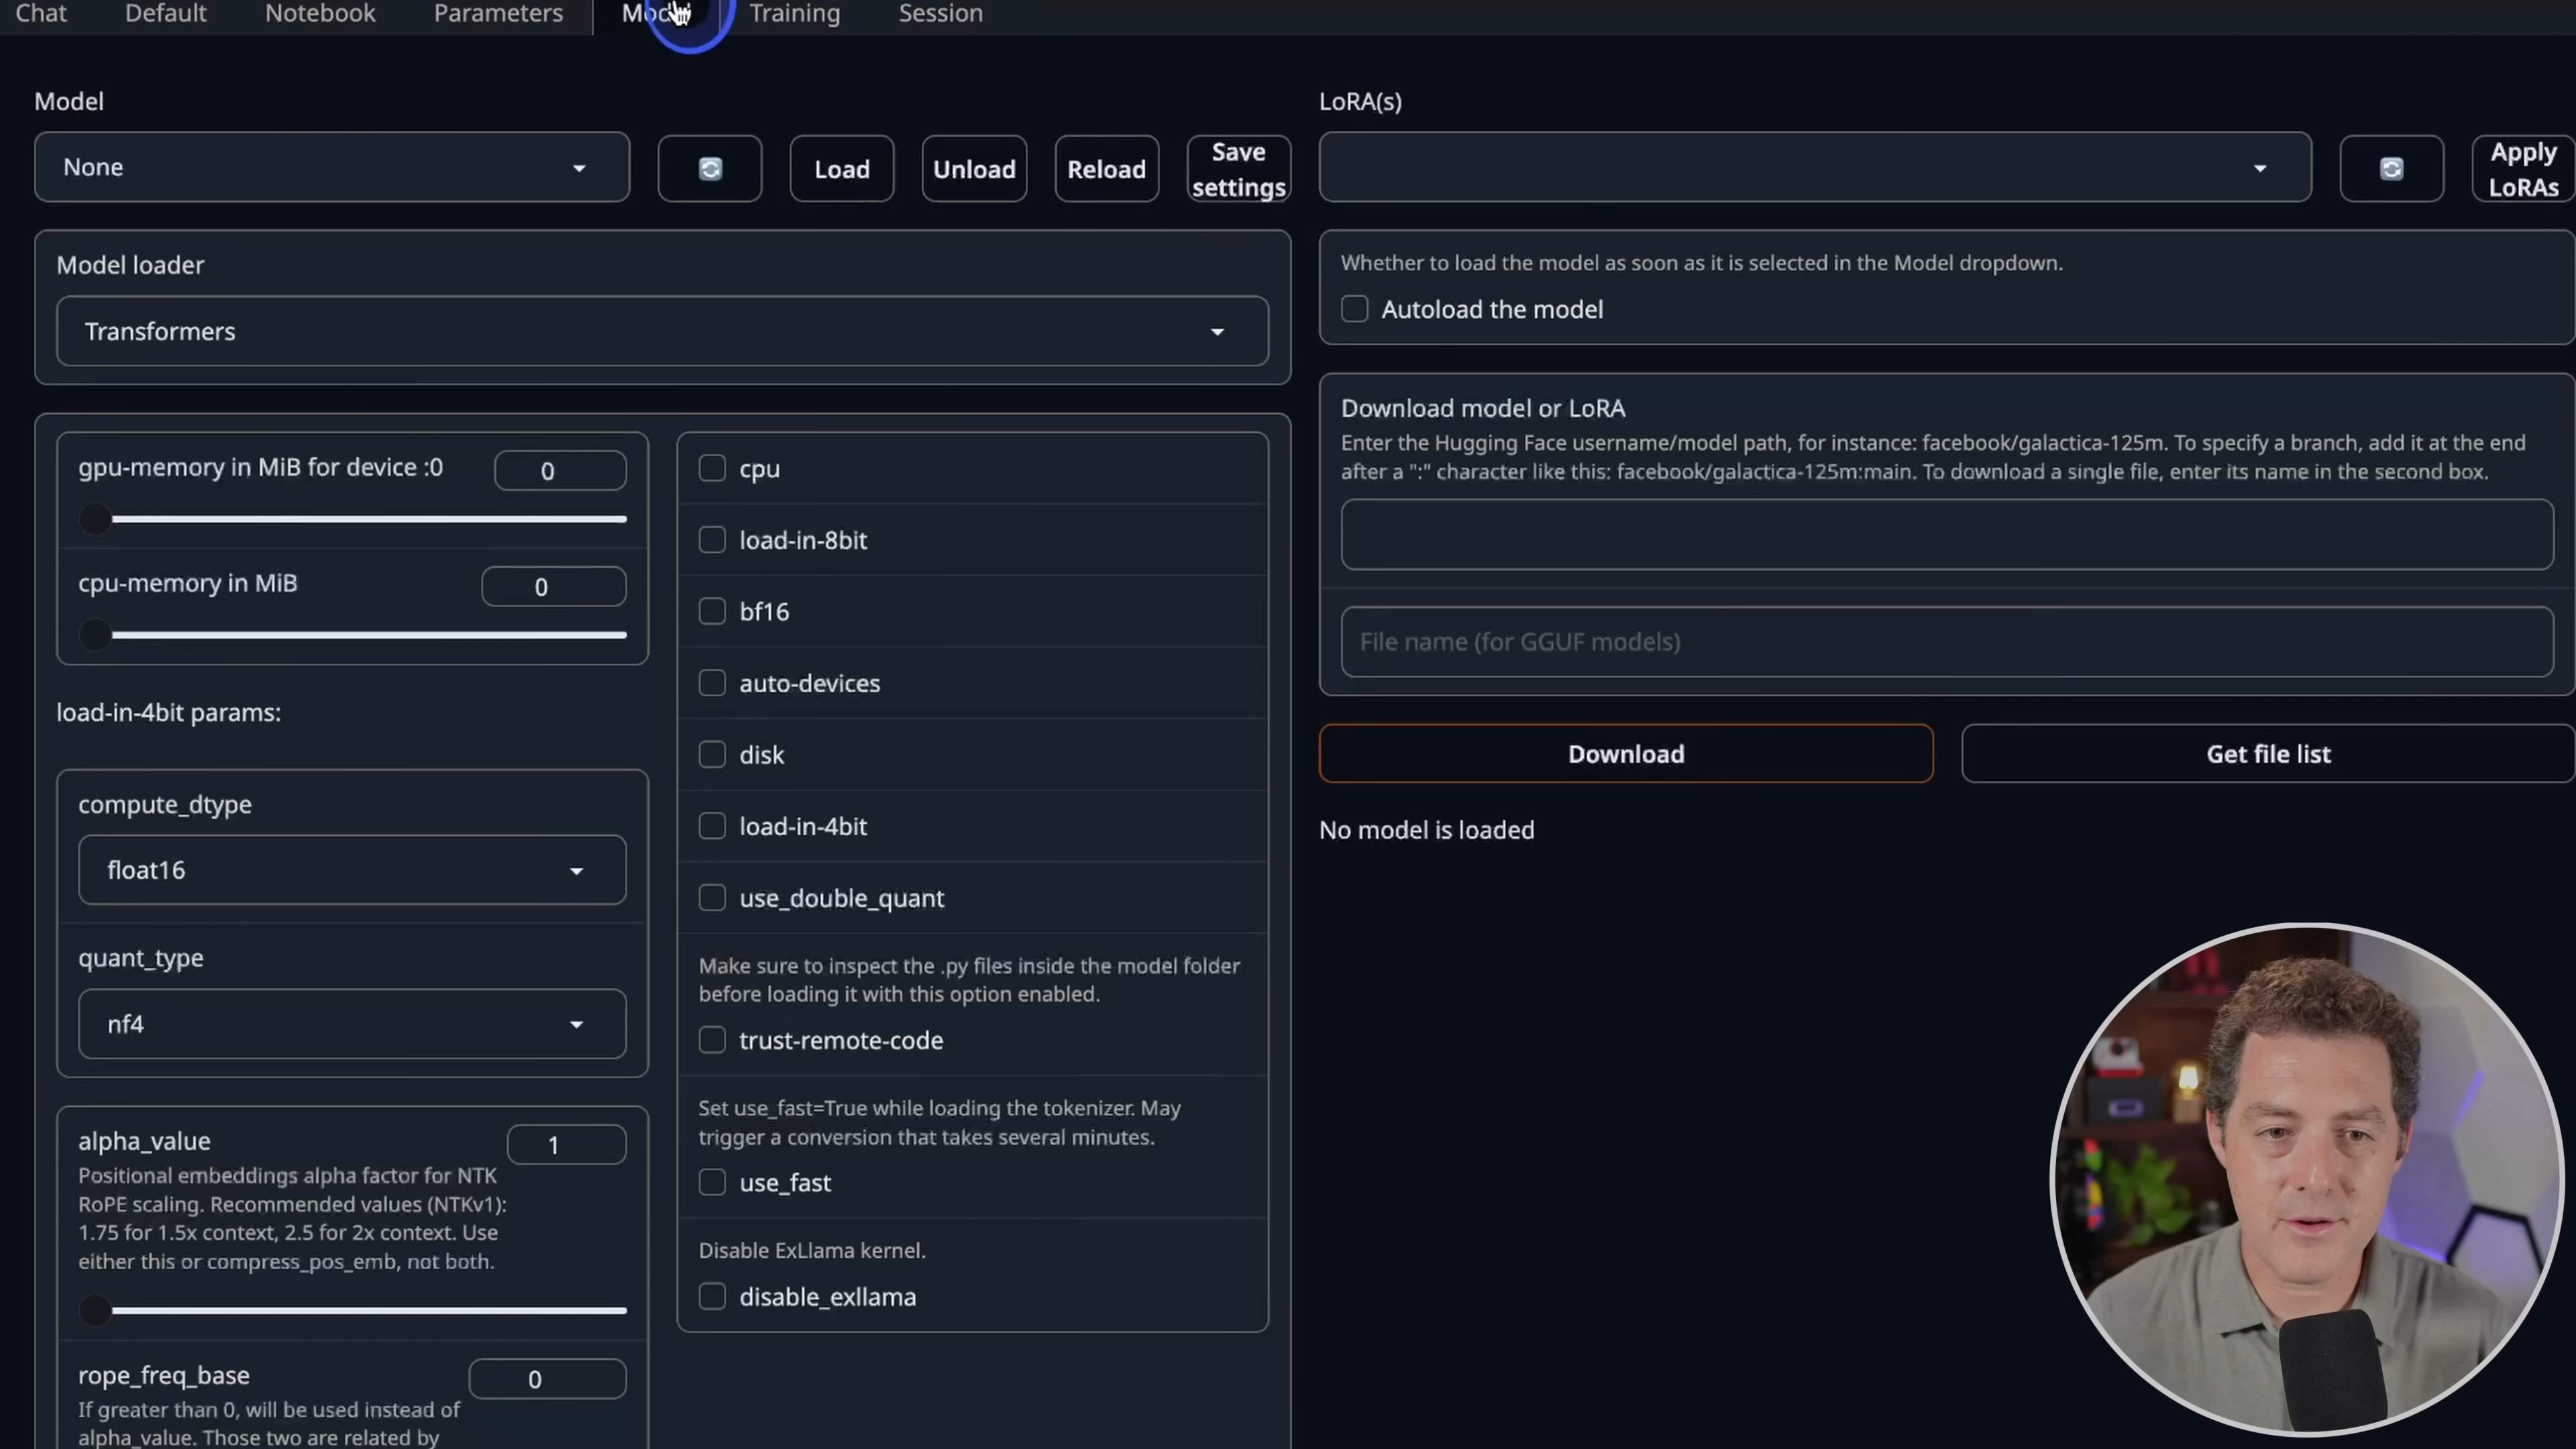 Chat
Default
Notebook
Parameters
Model
Training
Session
Model
None
Load
Unload
Reload
Save
settings
LoRA(s)
Apply
LoRAs
Model loader
Transformers
Whether to load the model as soon as it is selected in the Model dropdown.
Autoload the model
gpu-memory in MiB for device :0
0
cpu-memory in MiB
0
load-in-4bit params:
compute_dtype
float16
quant_type
nf4
alpha_value
1
Positional embeddings alpha factor for NTK
RoPE scaling. Recommended values (NTKv1):
1.75 for 1.5x context, 2.5 for 2x context. Use
either this or compress_pos_emb, not both.
rope_freq_base
0
If greater than 0, will be used instead of
alpha_value. Those two are related by
cpu
load-in-8bit
bf16
auto-devices
disk
load-in-4bit
use_double_quant
Make sure to inspect the .py files inside the model folder
before loading it with this option enabled.
trust-remote-code
Set use_fast=True while loading the tokenizer. May
trigger a conversion that takes several minutes.
use_fast
Disable ExLlama kernel.
disable_exllama
Download model or LoRA
Enter the Hugging Face username/model path, for instance: facebook/galactica-125m. To specify a branch, add it at the end
after a ":" character like this: facebook/galactica-125m:main. To download a single file, enter its name in the second box.
File name (for GGUF models)
Download
Get file list
No model is loaded